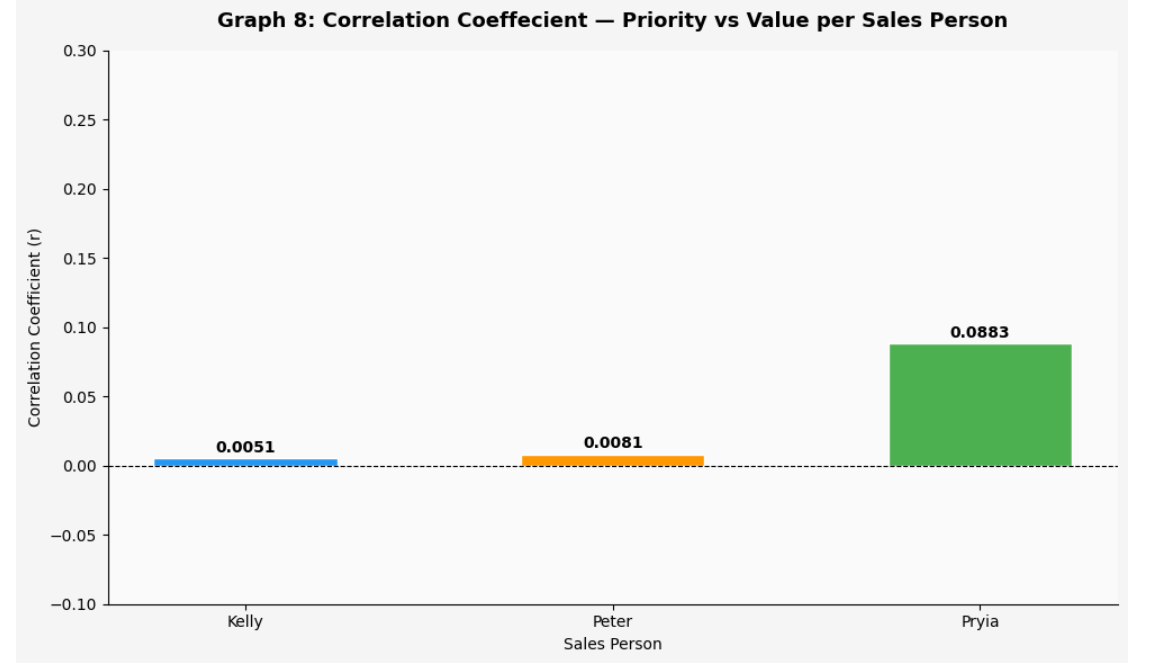 Graph 8: Correlation Coeffecient — Priority vs Value per Sales Person
0.30
0.25
0.20
0.15
0.10
0.05
0.00
−0.05
−0.10
Correlation Coefficient (r)
0.0051
0.0081
0.0883
Kelly
Peter
Pryia
Sales Person